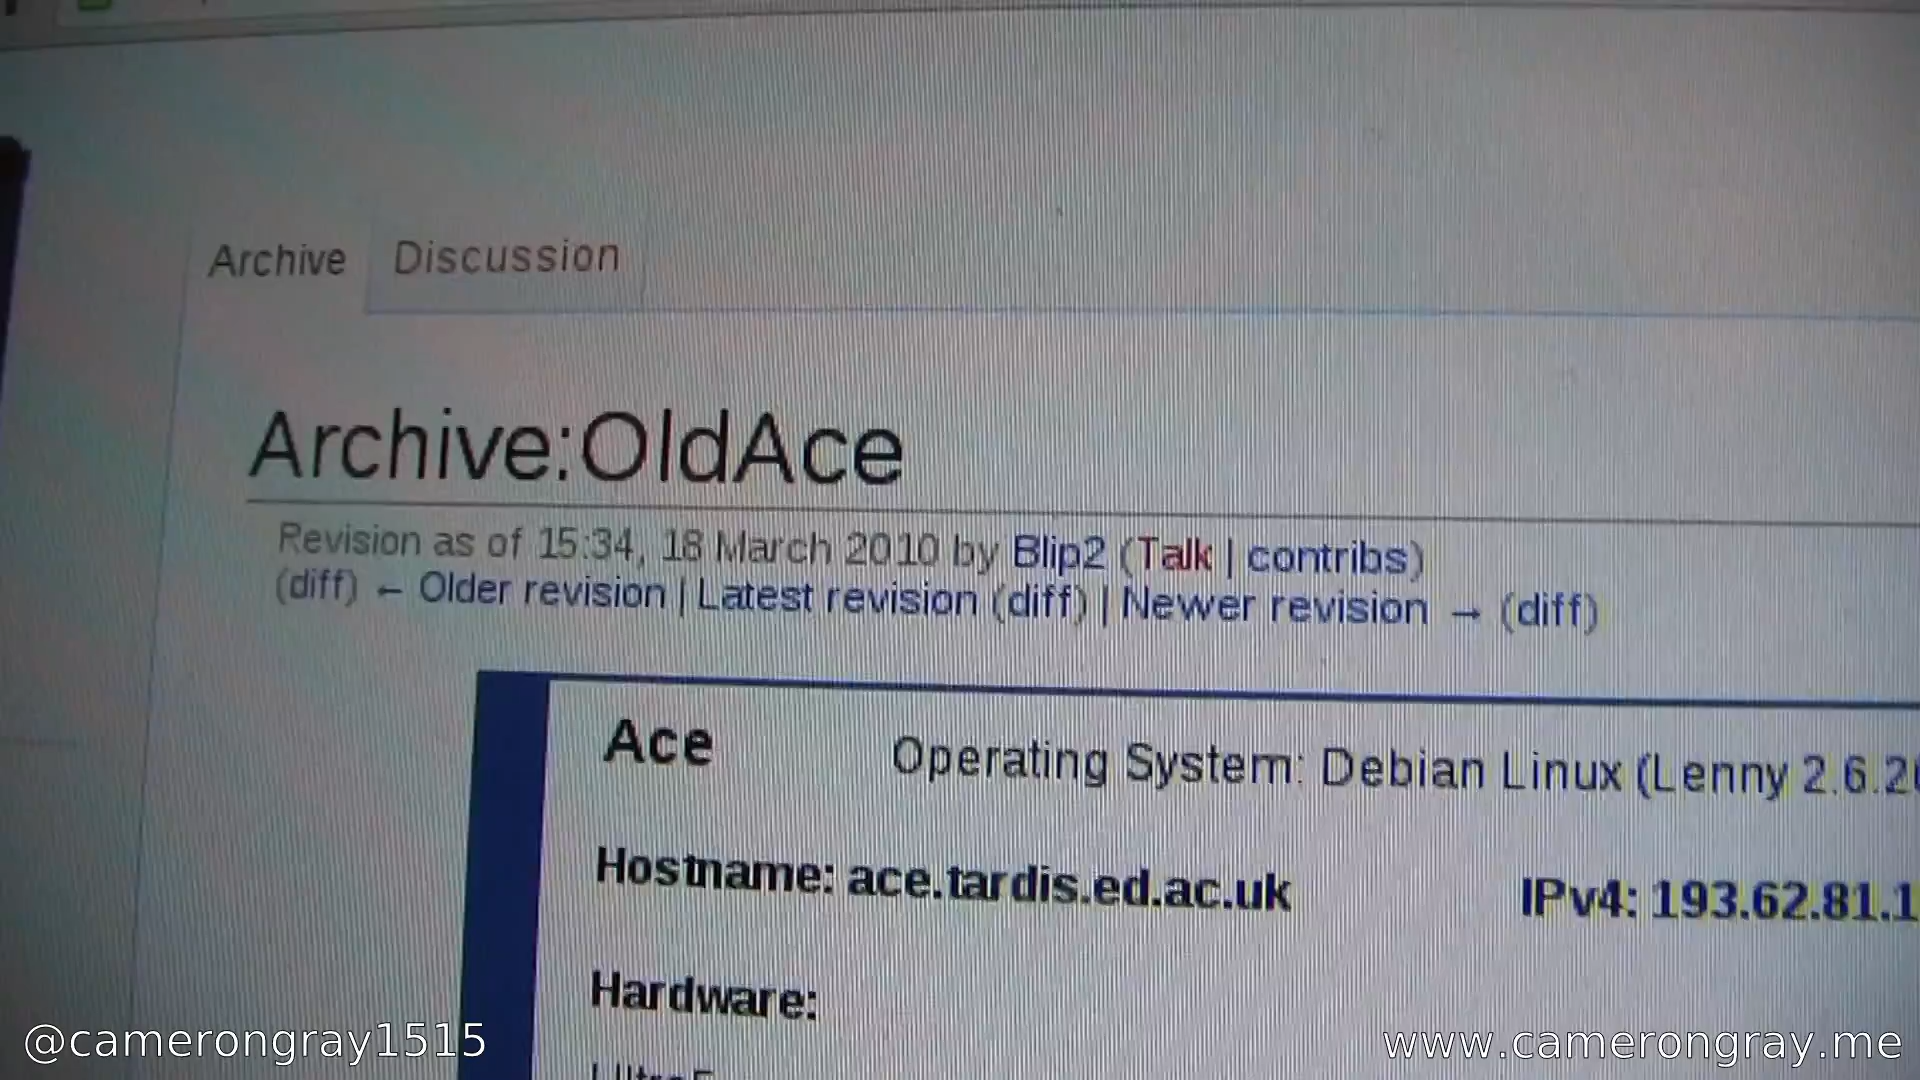 Archive Discussion
Archive:OldAce
Revision as of 15:34, 18 March 2010 by Blip2 (Talk | contribs)
(diff) ← Older revision | Latest revision (diff) | Newer revision → (diff)
Ace Operating System: Debian Linux (Lenny 2.6.2
Hostname: ace.tardis.ed.ac.uk IPv4: 193.62.81.1
Hardware:
@camerongray1515 www.camerongray.me